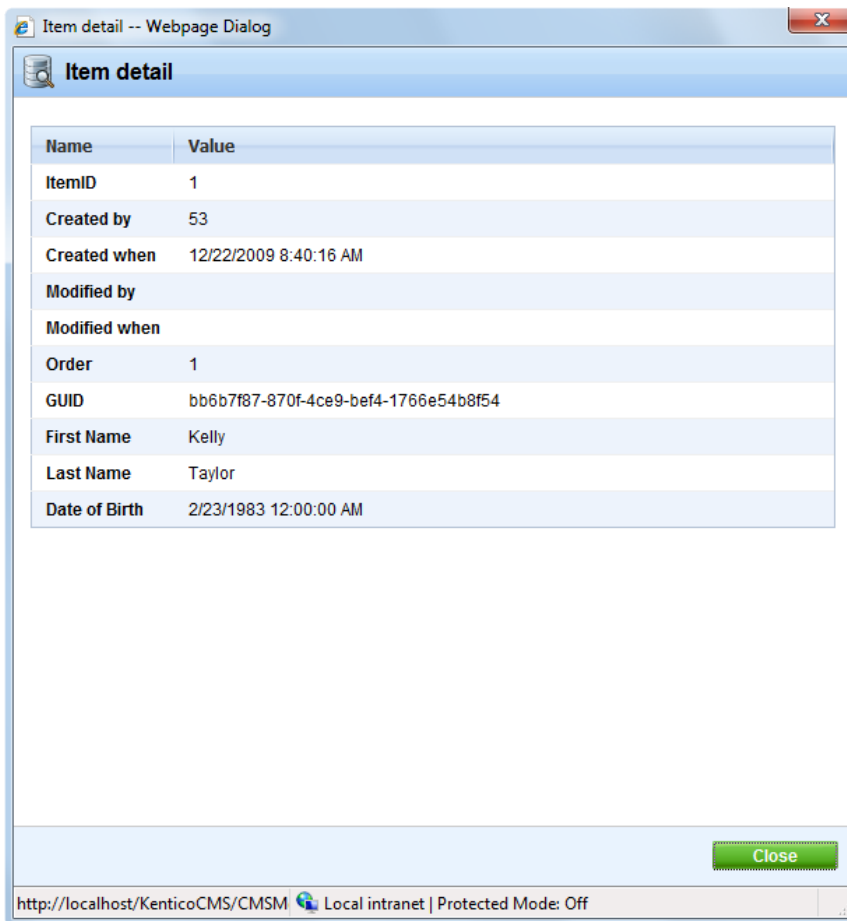 Item detail -- Webpage Dialog
Item detail
Name Value
ItemID 1
Created by 53
Created when 12/22/2009 8:40:16 AM
Modified by
Modified when
Order 1
GUID bb6b7f87-870f-4ce9-bef4-1766e54b8f54
First Name Kelly
Last Name Taylor
Date of Birth 2/23/1983 12:00:00 AM
Close
http://localhost/KenticoCMS/CMSM Local intranet | Protected Mode: Off